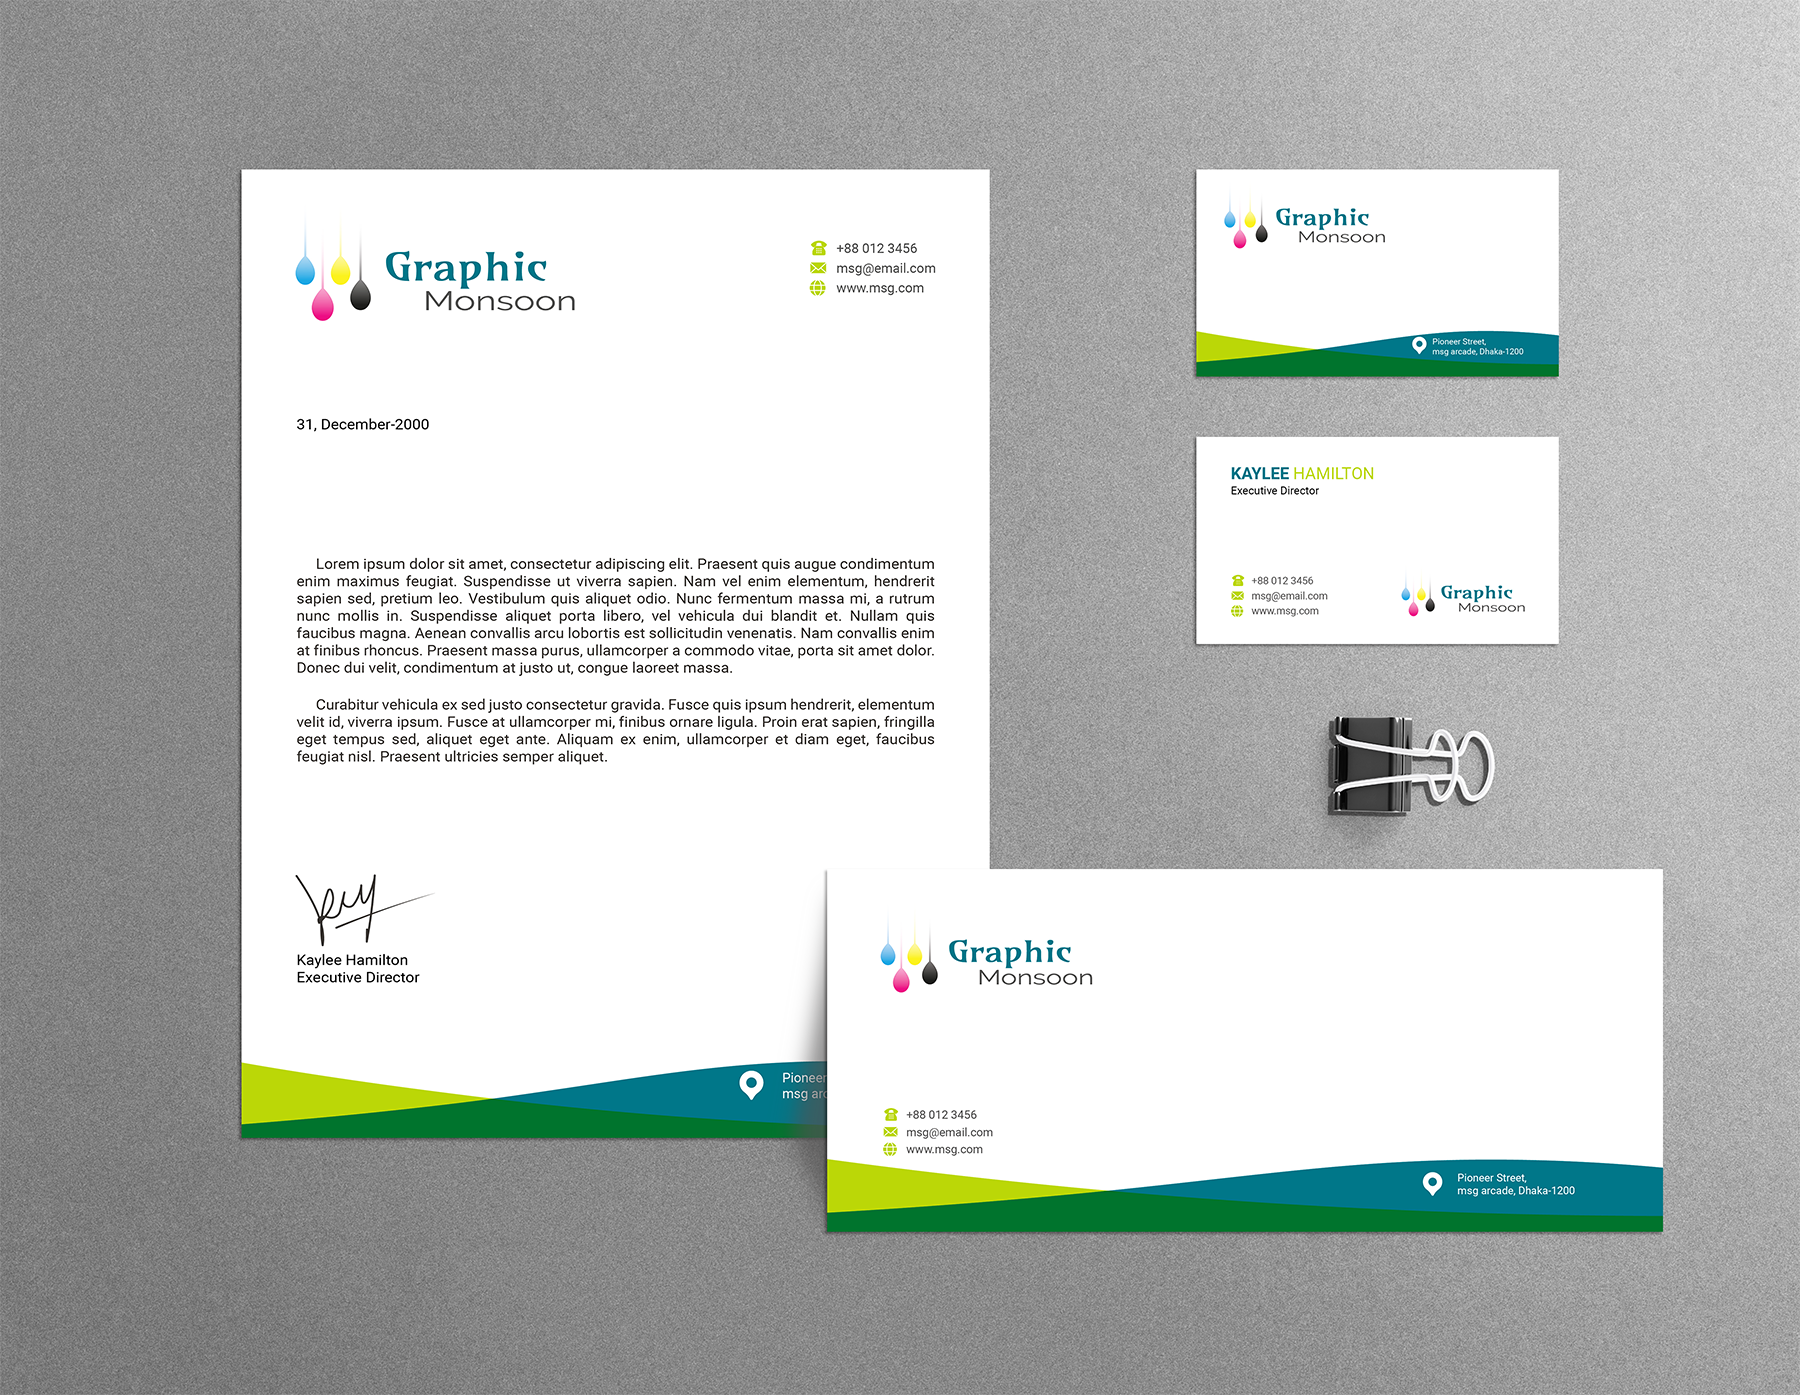 Graphic
Monsoon
+88 012 3456
msg@email.com
www.msg.com
31, December-2000
Lorem ipsum dolor sit amet, consectetur adipiscing elit. Praesent quis augue condimentum
enim maximus feugiat. Suspendisse ut viverra sapien. Nam vel enim elementum, hendrerit
sapien sed, pretium leo. Vestibulum quis aliquet odio. Nunc fermentum massa mi, a rutrum
nunc mollis in. Suspendisse aliquet porta libero, vel vehicula dui blandit et. Nullam quis
faucibus magna. Aenean convallis arcu lobortis est sollicitudin venenatis. Nam convallis enim
at finibus rhoncus. Praesent massa purus, ullamcorper a commodo vitae, porta sit amet dolor.
Donec dui velit, condimentum at justo ut, congue laoreet massa.
Curabitur vehicula ex sed justo consectetur gravida. Fusce quis ipsum hendrerit, elementum
velit id, viverra ipsum. Fusce at ullamcorper mi, finibus ornare ligula. Proin erat sapien, fringilla
eget tempus sed, aliquet eget ante. Aliquam ex enim, ullamcorper et diam eget, faucibus
feugiat nisl. Praesent ultricies semper aliquet.
Kaylee Hamilton
Executive Director
Pioneer
msg
Graphic
Monsoon
Pioneer Street,
msg arcade, Dhaka-1200
KAYLEE HAMILTON
Executive Director
+88 012 3456
msg@email.com
www.msg.com
Graphic
Monsoon
Graphic
Monsoon
+88 012 3456
msg@email.com
www.msg.com
Pioneer Street,
msg arcade, Dhaka-1200